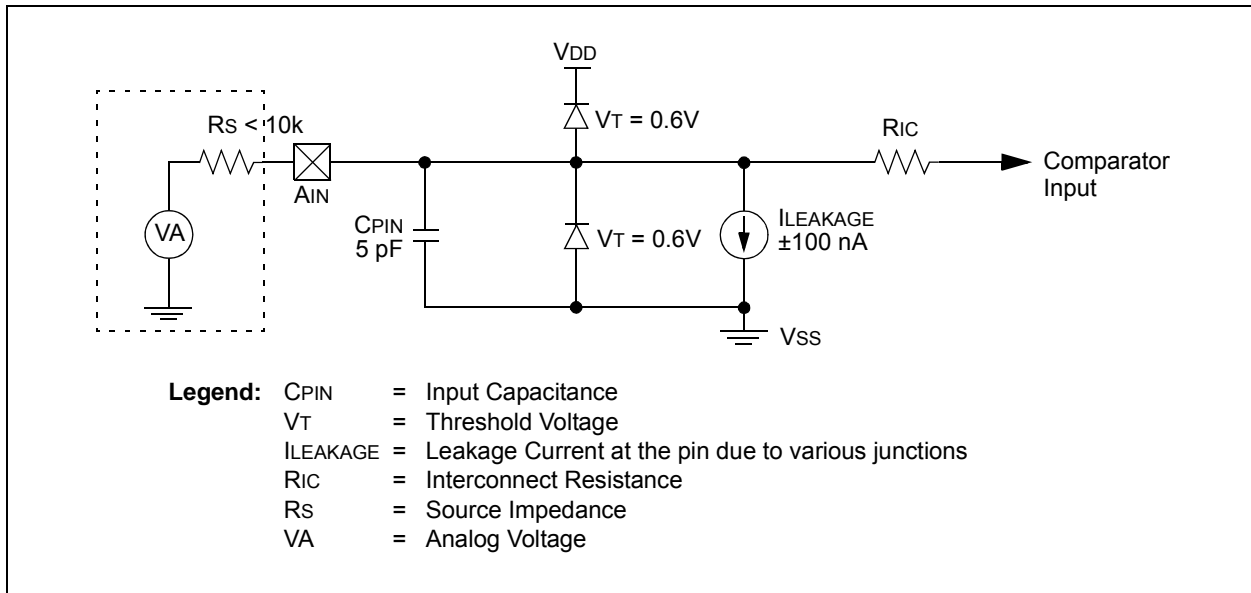 VDD
VT = 0.6V
RS < 10k
RIC
AIN
Comparator
Input
VA
CPIN
5 pF
VT = 0.6V
ILEAKAGE
±100 nA
VSS
Legend: CPIN = Input Capacitance
VT = Threshold Voltage
ILEAKAGE = Leakage Current at the pin due to various junctions
RIC = Interconnect Resistance
RS = Source Impedance
VA = Analog Voltage